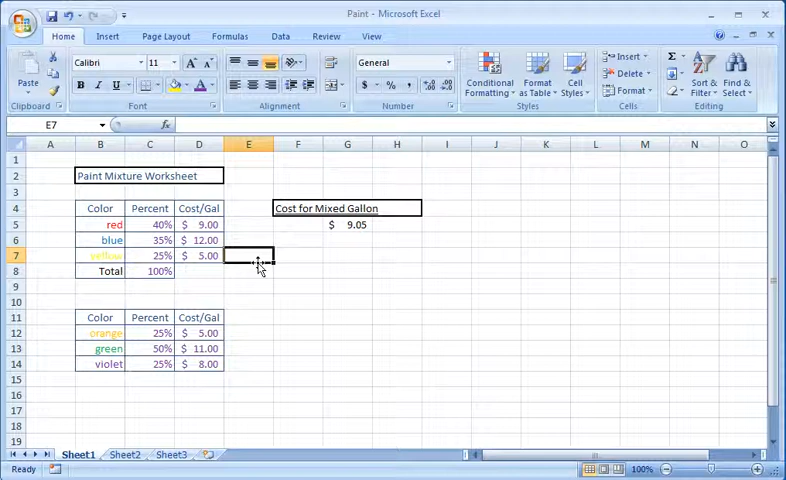 Paint - Microsoft Excel
Home Insert Page Layout Formulas Data Review View
Calibri 11 General Insert
Paste Delete
B I U $ % , Conditional Formatting Format as Table Cell Styles Format Sort & Filter Find & Select
Clipboard Font Alignment Number Styles Cells Editing
E7
A B C D E F G H I J K L M N O
1
2 Paint Mixture Worksheet
3
4 Color Percent Cost/Gal Cost for Mixed Gallon
5 red 40% $ 9.00 $ 9.05
6 blue 35% $ 12.00
7 yellow 25% $ 5.00
8 Total 100%
9
10
11 Color Percent Cost/Gal
12 orange 25% $ 5.00
13 green 50% $ 11.00
14 violet 25% $ 8.00
15
16
17
18
19
Sheet1 Sheet2 Sheet3
Ready 100%